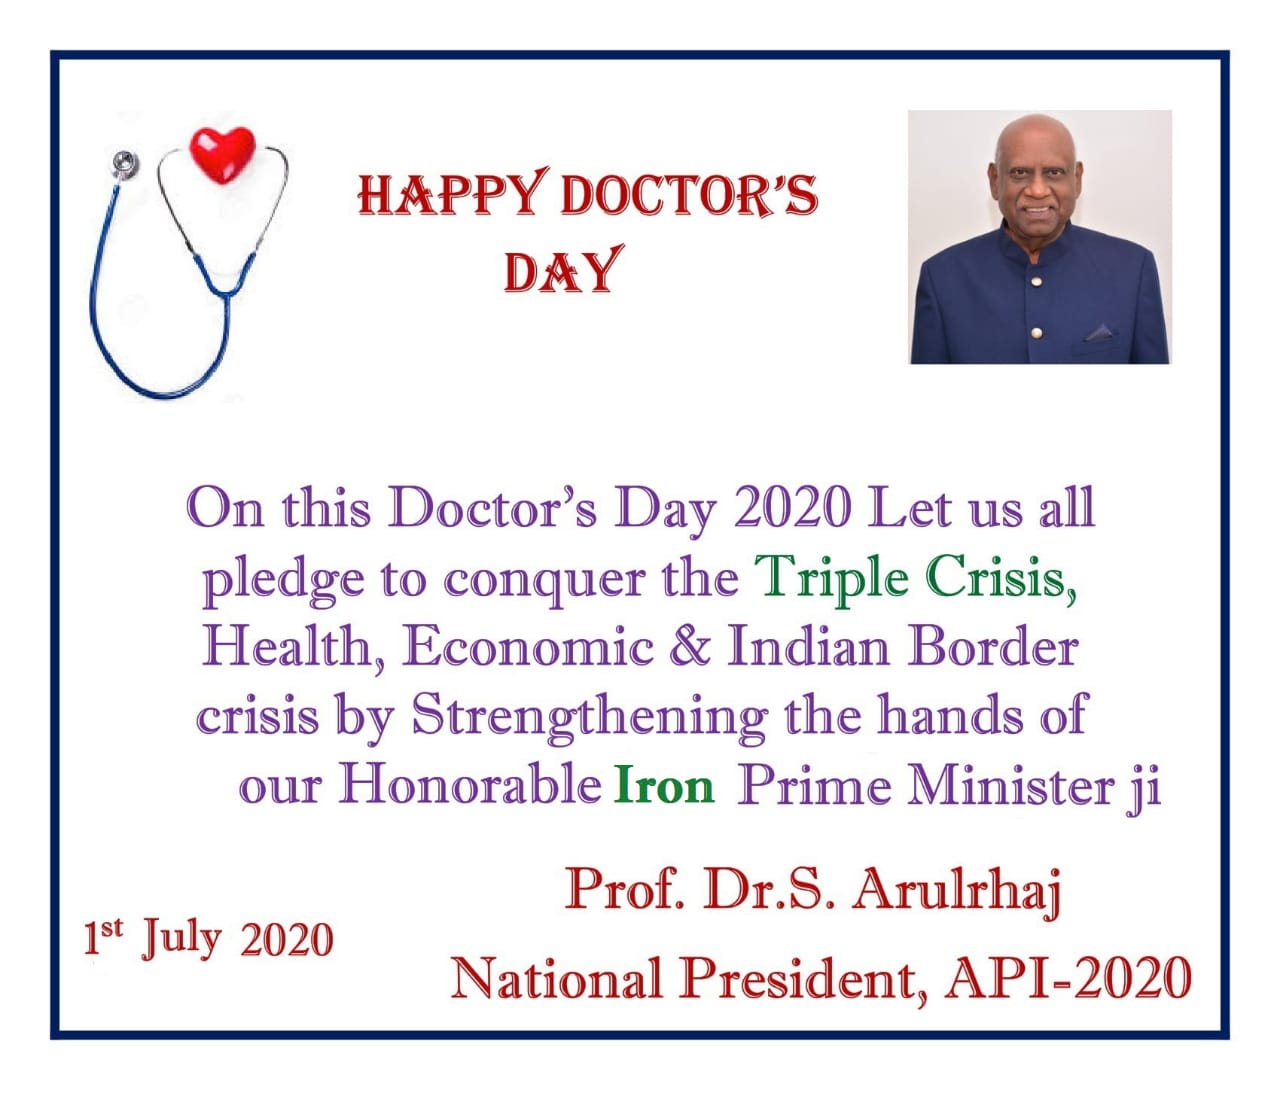 HAPPY DOCTOR'S
DAY
On this Doctor's Day 2020 Let us all
pledge to conquer the Triple Crisis,
Health, Economic & Indian Border
crisis by Strengthening the hands of
our Honorable Iron Prime Minister ji
Prof. Dr.S. Arulrhaj
1st July 2020
National President, API-2020